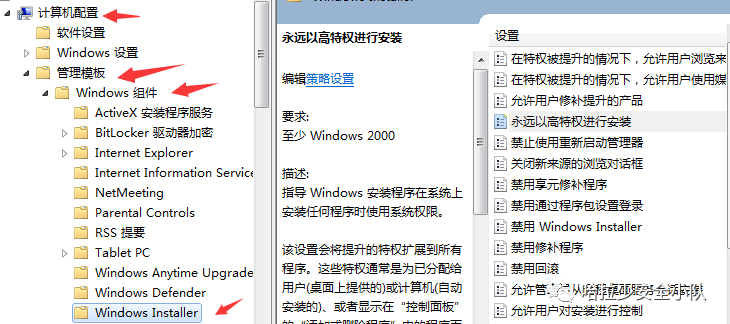 Windows Installer
计算机配置
软件设置
Windows 设置
管理模板
Windows 组件
ActiveX 安装程序服务
BitLocker 驱动器加密
Internet Explorer
Internet Information Service
NetMeeting
Parental Controls
RSS 提要
Tablet PC
Windows Anytime Upgrade
Windows Defender
Windows Installer
永远以高特权进行安装
编辑策略设置
要求:
至少 Windows 2000
描述:
指导 Windows 安装程序在系统上
安装任何程序时使用系统权限。
该设置会将提升的特权扩展到所有
程序。这些特权通常是为已分配给
用户(桌面上提供的)或计算机(自动
安装的)、或者显示在“控制面板”
设置
在特权被提升的情况下，允许用户浏览来
在特权被提升的情况下，允许用户使用媒
允许用户修补提升的产品
永远以高特权进行安装
禁止使用重新启动管理器
关闭新来源的浏览对话框
禁用享元修补程序
禁用通过程序包设置登录
禁用 Windows Installer
禁用修补程序
禁用回滚
允许管
哈拉少安全小队
允许用户对安装进行控制